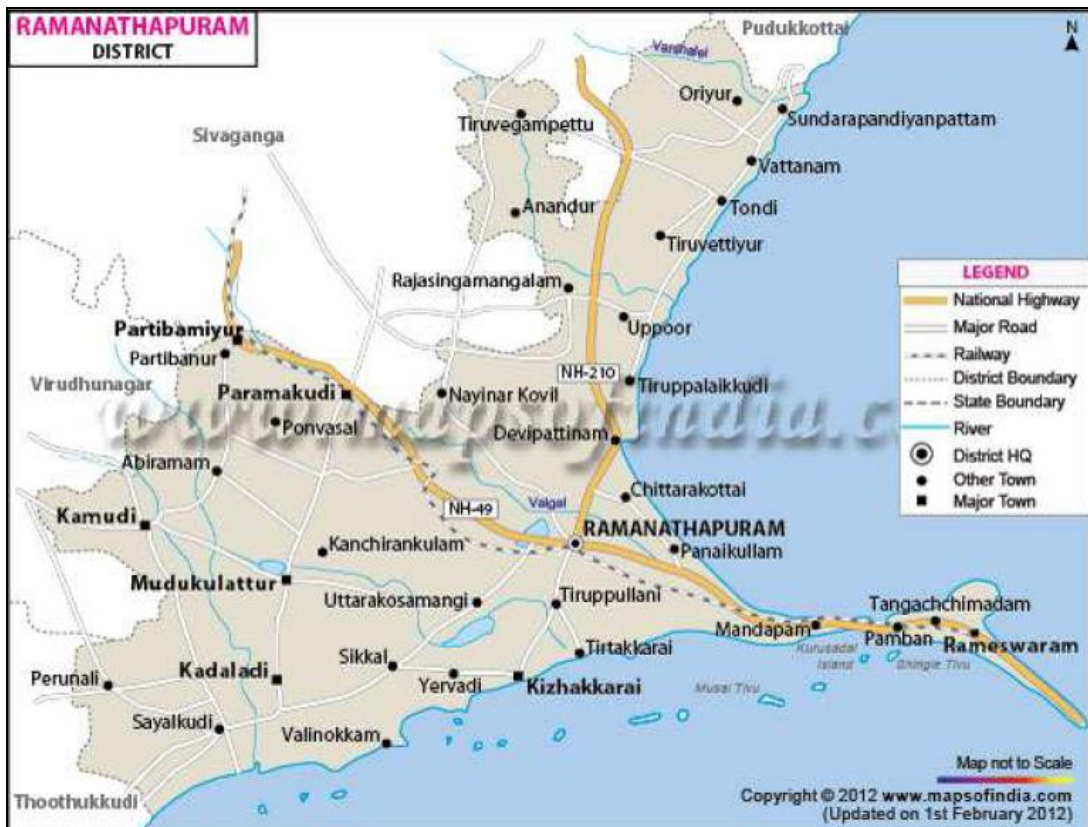 RAMANATHAPURAM
DISTRICT
Pudukkottai
N
Varshalei
Oriyur
Sundarapandiyanpattam
Tiruvegampettu
Sivaganga
Vattanam
Anandur
Tondi
Tiruvettiyur
Rajasingamangalam
Uppoor
LEGEND
National Highway
Major Road
Railway
District Boundary
State Boundary
River
District HQ
Other Town
Major Town
Partibamiyur
Partibanur
Virudhunagar
Paramakudi
NH-210
Tiruppalaikkudi
Nayinar Kovil
www.mapsofindia.c
Ponvasal
Devipattinam
Abiramam
Chittarakottai
Vaigai
NH-49
Kamudi
RAMANATHAPURAM
Kanchirankulam
Panaikullam
Mudukulattur
Uttarakosamangi
Tiruppullani
Tangachchimadam
Mandapam
Pamban
Rameswaram
Kurusadai
Island
Shingle Tivu
Tirtakkarai
Sikkal
Perunali
Kadaladi
Yervadi
Kizhakkarai
Musal Tivu
Sayalkudi
Valinokkam
Thoothukkudi
Map not to Scale
Copyright © 2012 www.mapsofindia.com
(Updated on 1st February 2012)